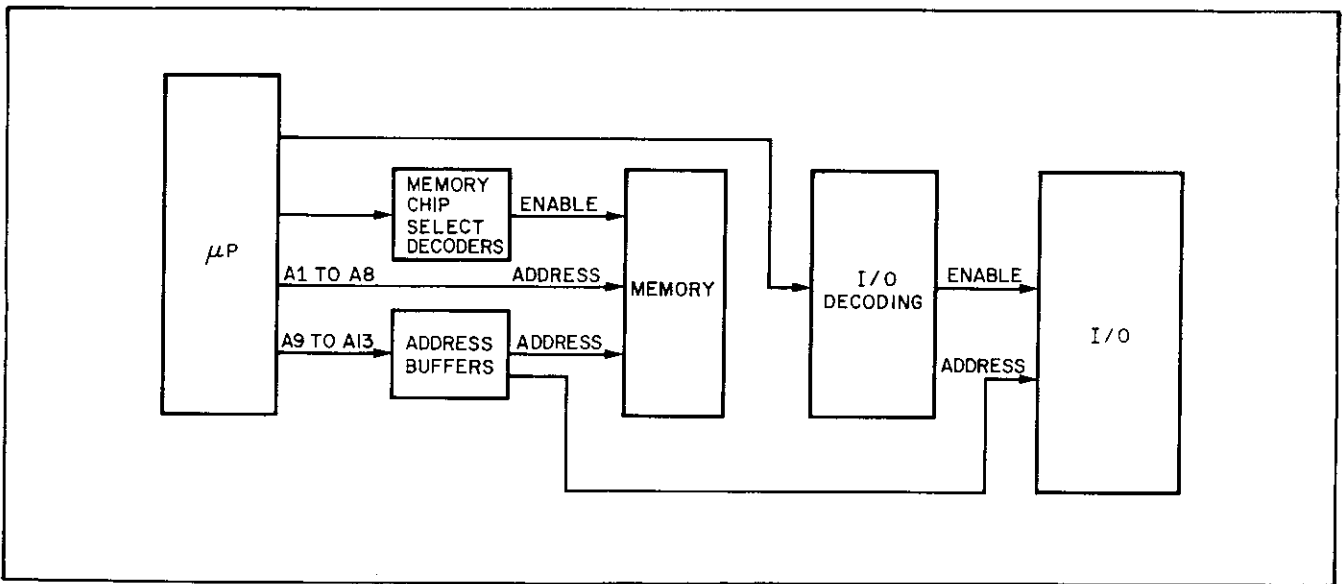 μP
MEMORY
CHIP
SELECT
DECODERS
ENABLE
A1 TO A8
ADDRESS
A9 TO A13
ADDRESS
BUFFERS
ADDRESS
MEMORY
I/O
DECODING
ENABLE
ADDRESS
I/O